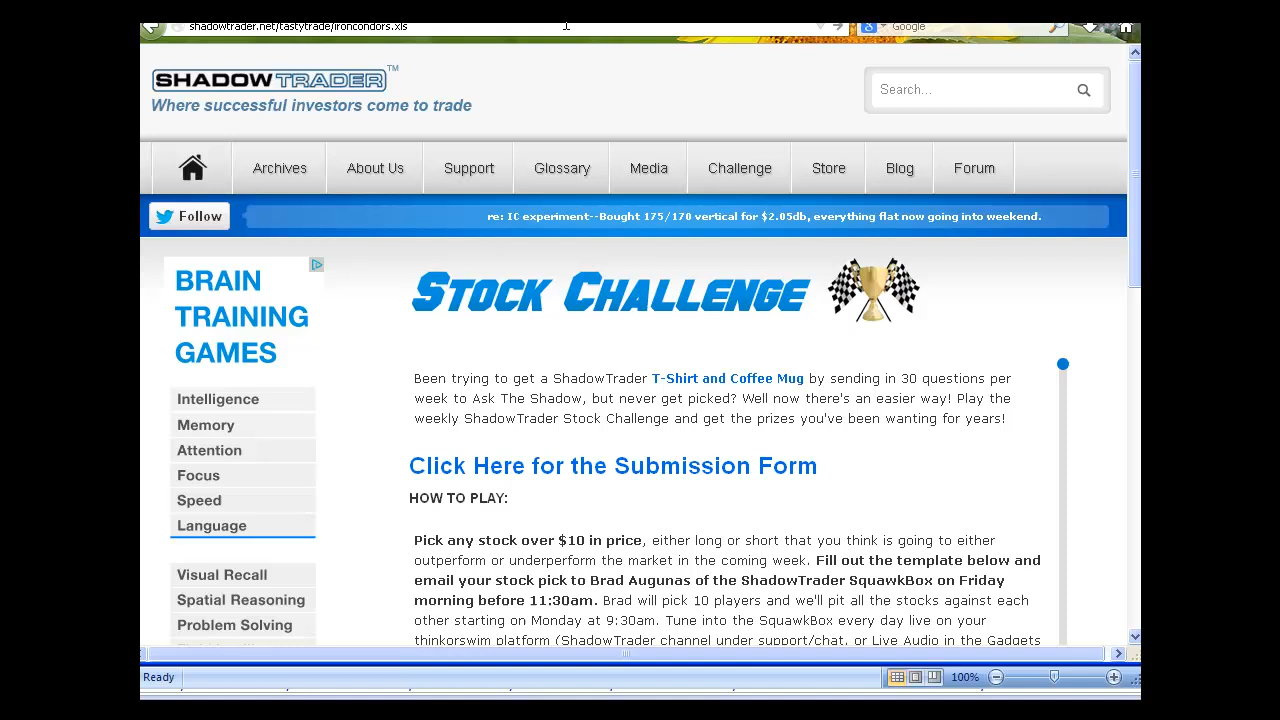 shadowtrader.net/tastytrade/ironcondors.xls
Google
SHADOWTRADER™
Where successful investors come to trade
Search...
Archives
About Us
Support
Glossary
Media
Challenge
Store
Blog
Forum
Follow
re: IC experiment--Bought 175/170 vertical for $2.05db, everything flat now going into weekend.
BRAIN
TRAINING
GAMES
Intelligence
Memory
Attention
Focus
Speed
Language
Visual Recall
Spatial Reasoning
Problem Solving
STOCK CHALLENGE
Been trying to get a ShadowTrader T-Shirt and Coffee Mug by sending in 30 questions per
week to Ask The Shadow, but never get picked? Well now there's an easier way! Play the
weekly ShadowTrader Stock Challenge and get the prizes you've been wanting for years!
Click Here for the Submission Form
HOW TO PLAY:
Pick any stock over $10 in price, either long or short that you think is going to either
outperform or underperform the market in the coming week. Fill out the template below and
email your stock pick to Brad Augunas of the ShadowTrader SquawkBox on Friday
morning before 11:30am. Brad will pick 10 players and we'll pit all the stocks against each
other starting on Monday at 9:30am. Tune into the SquawkBox every day live on your
thinkorswim platform (ShadowTrader channel under support/chat, or Live Audio in the Gadgets
Ready
100%